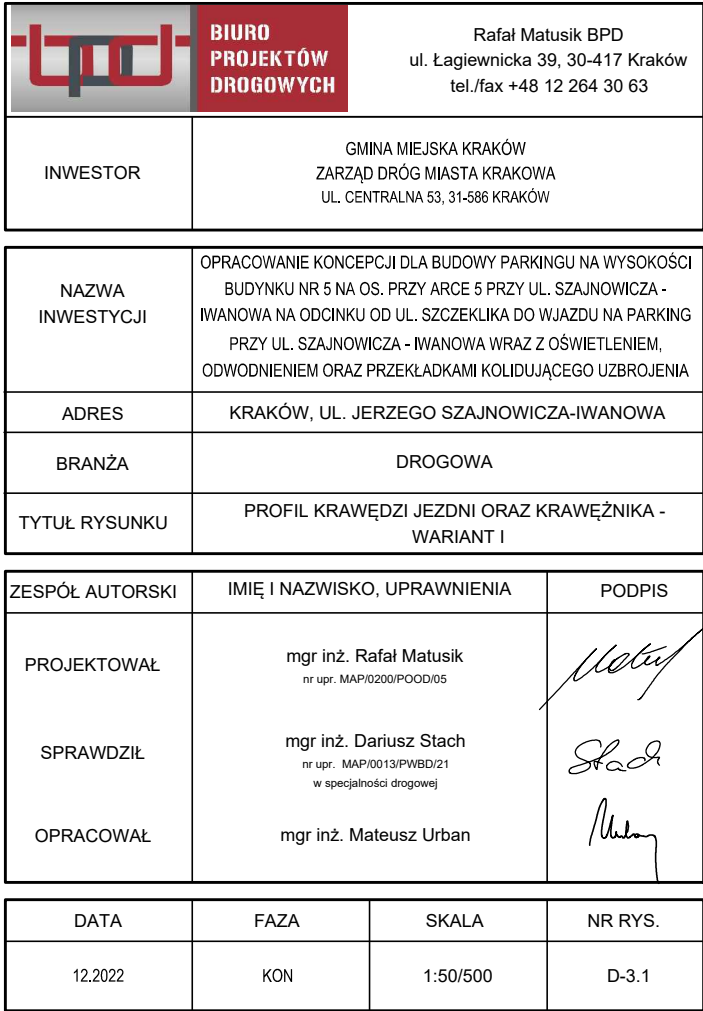 bpd
BIURO
PROJEKTÓW
DROGOWYCH
Rafał Matusik BPD
ul. Łagiewnicka 39, 30-417 Kraków
tel./fax +48 12 264 30 63
INWESTOR
GMINA MIEJSKA KRAKÓW
ZARZĄD DRÓG MIASTA KRAKOWA
UL. CENTRALNA 53, 31-586 KRAKÓW
NAZWA
INWESTYCJI
OPRACOWANIE KONCEPCJI DLA BUDOWY PARKINGU NA WYSOKOŚCI
BUDYNKU NR 5 NA OS. PRZY ARCE 5 PRZY UL. SZAJNOWICZA -
IWANOWA NA ODCINKU OD UL. SZCZEKLIKA DO WJAZDU NA PARKING
PRZY UL. SZAJNOWICZA - IWANOWA WRAZ Z OŚWIETLENIEM,
ODWODNIENIEM ORAZ PRZEKŁADKAMI KOLIDUJĄCEGO UZBROJENIA
ADRES
KRAKÓW, UL. JERZEGO SZAJNOWICZA-IWANOWA
BRANŻA
DROGOWA
TYTUŁ RYSUNKU
PROFIL KRAWĘDZI JEZDNI ORAZ KRAWĘŻNIKA -
WARIANT I
ZESPÓŁ AUTORSKI
IMIĘ I NAZWISKO, UPRAWNIENIA
PODPIS
PROJEKTOWAŁ
mgr inż. Rafał Matusik
nr upr. MAP/0200/POOD/05
SPRAWDZIŁ
mgr inż. Dariusz Stach
nr upr. MAP/0013/PWBD/21
w specjalności drogowej
Stach
OPRACOWAŁ
mgr inż. Mateusz Urban
DATA
FAZA
SKALA
NR RYS.
12.2022
KON
1:50/500
D-3.1